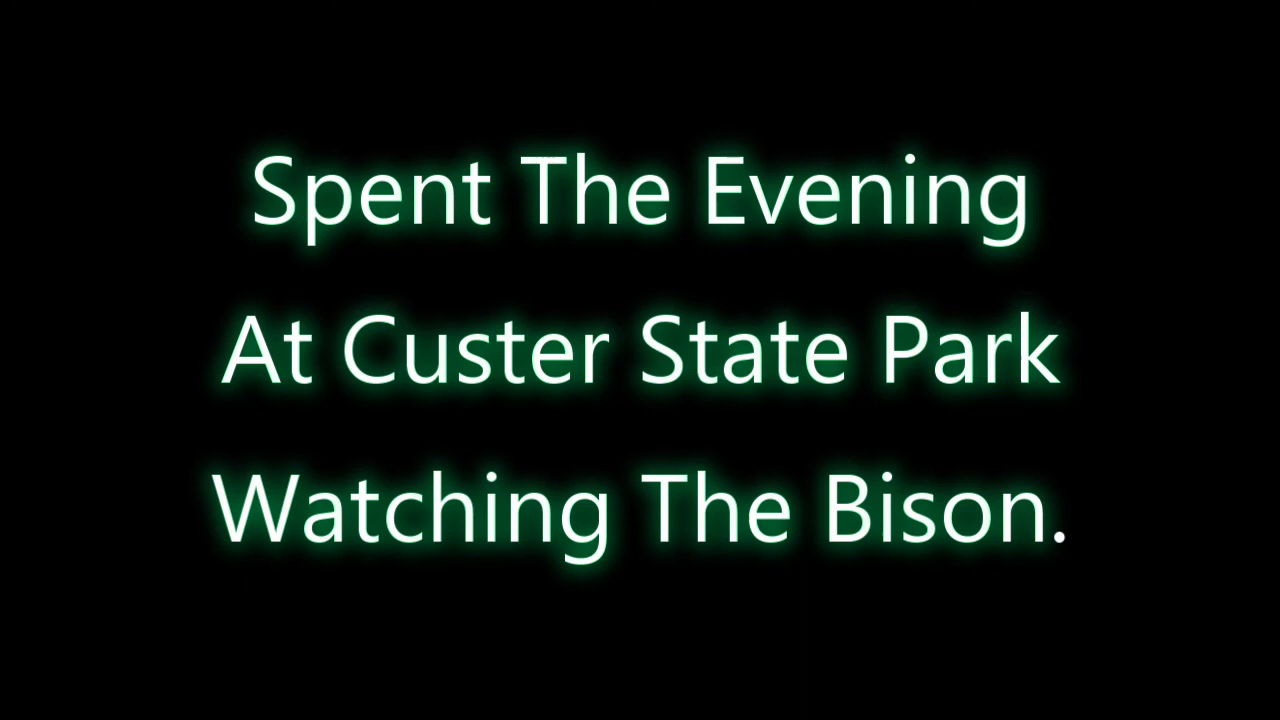 Spent The Evening
At Custer State Park
Watching The Bison.